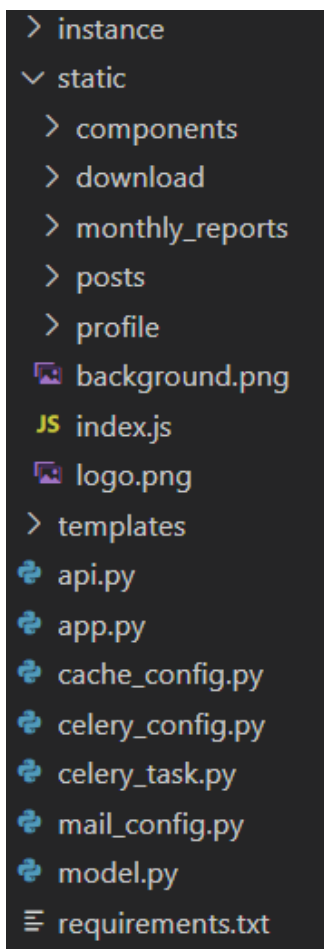 instance
static
components
download
monthly_reports
posts
profile
background.png
JS index.js
logo.png
templates
api.py
app.py
cache_config.py
celery_config.py
celery_task.py
mail_config.py
model.py
requirements.txt